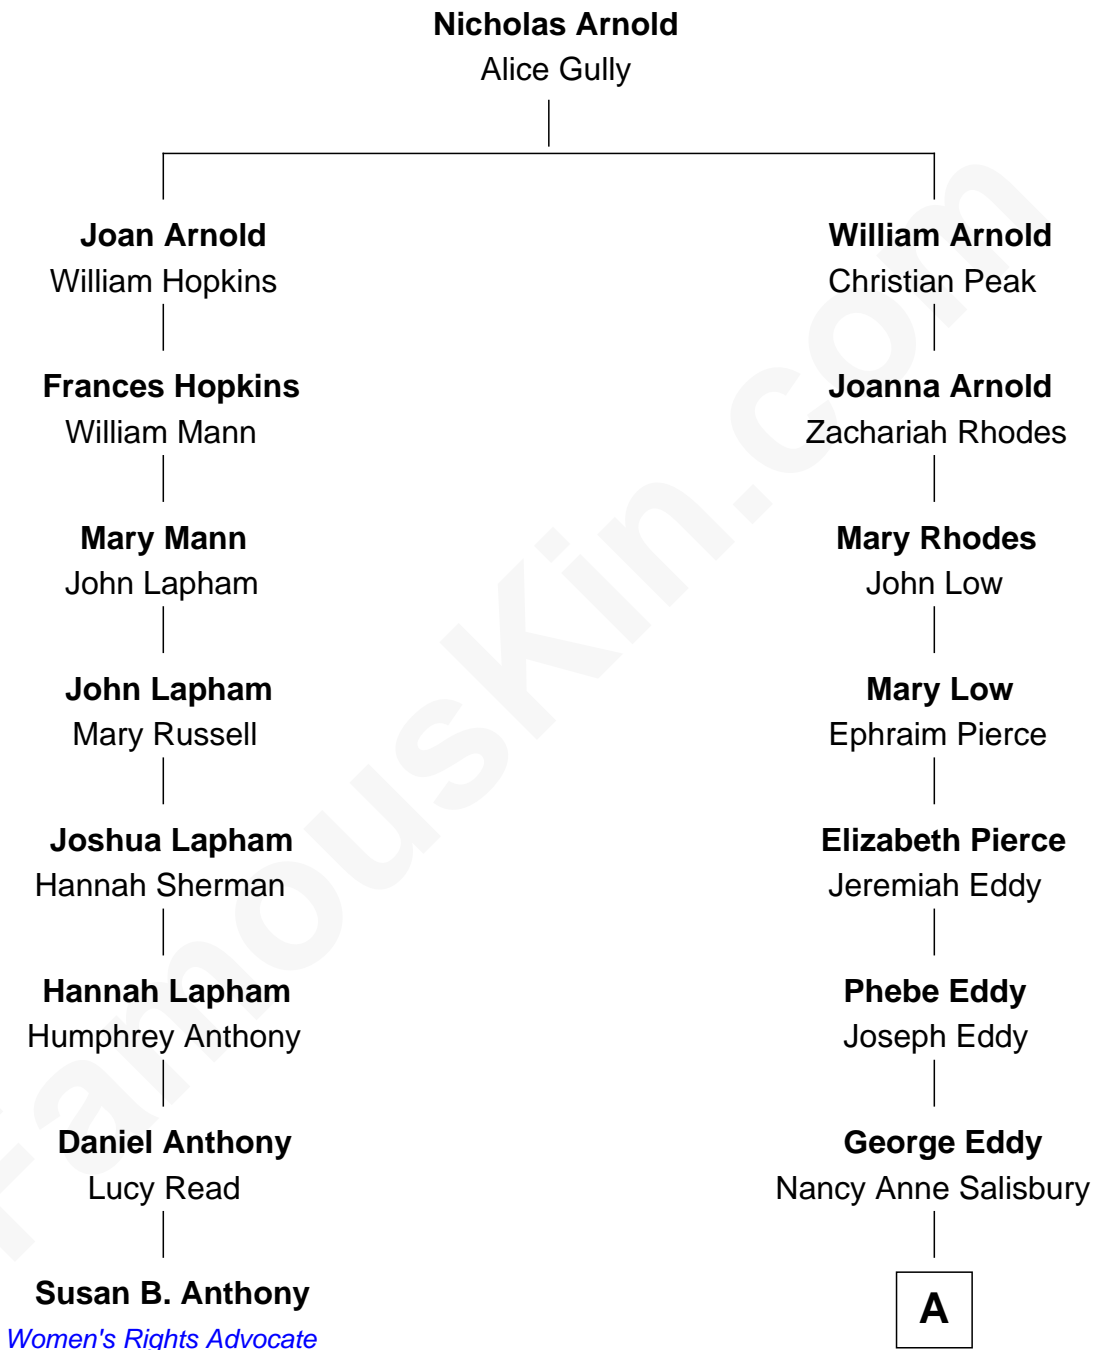 Nicholas Arnold
Alice Gully
Joan Arnold
William Hopkins
William Arnold
Christian Peak
Frances Hopkins
William Mann
Joanna Arnold
Zachariah Rhodes
Mary Mann
John Lapham
Mary Rhodes
John Low
John Lapham
Mary Russell
Mary Low
Ephraim Pierce
Joshua Lapham
Hannah Sherman
Elizabeth Pierce
Jeremiah Eddy
Hannah Lapham
Humphrey Anthony
Phebe Eddy
Joseph Eddy
Daniel Anthony
Lucy Read
George Eddy
Nancy Anne Salisbury
Susan B. Anthony
Women's Rights Advocate
A
FamousKin.com